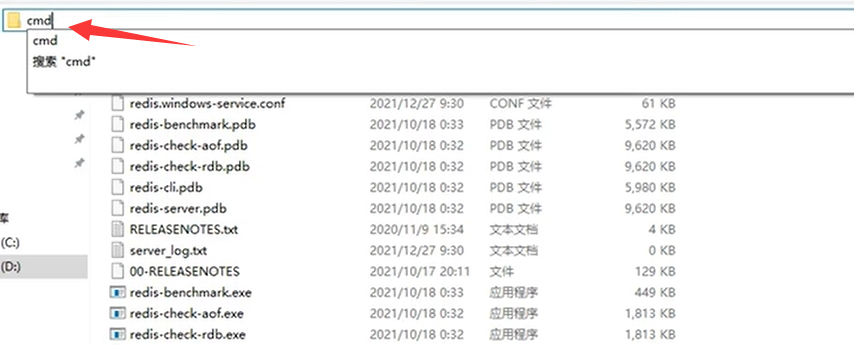 cmd
cmd
搜索 "cmd"
redis.windows-service.conf 2021/12/27 9:30 CONF 文件 61 KB
redis-benchmark.pdb 2021/10/18 0:33 PDB 文件 5,572 KB
redis-check-aof.pdb 2021/10/18 0:32 PDB 文件 9,620 KB
redis-check-rdb.pdb 2021/10/18 0:32 PDB 文件 9,620 KB
redis-cli.pdb 2021/10/18 0:32 PDB 文件 5,980 KB
redis-server.pdb 2021/10/18 0:32 PDB 文件 9,620 KB
库
RELEASENOTES.txt 2020/11/9 15:34 文本文档 4 KB
(C:)
server_log.txt 2021/12/27 9:30 文本文档 0 KB
(D:)
00-RELEASENOTES 2021/10/17 20:11 文件 129 KB
redis-benchmark.exe 2021/10/18 0:33 应用程序 449 KB
redis-check-aof.exe 2021/10/18 0:32 应用程序 1,813 KB
redis-check-rdb.exe 2021/10/18 0:32 应用程序 1,813 KB